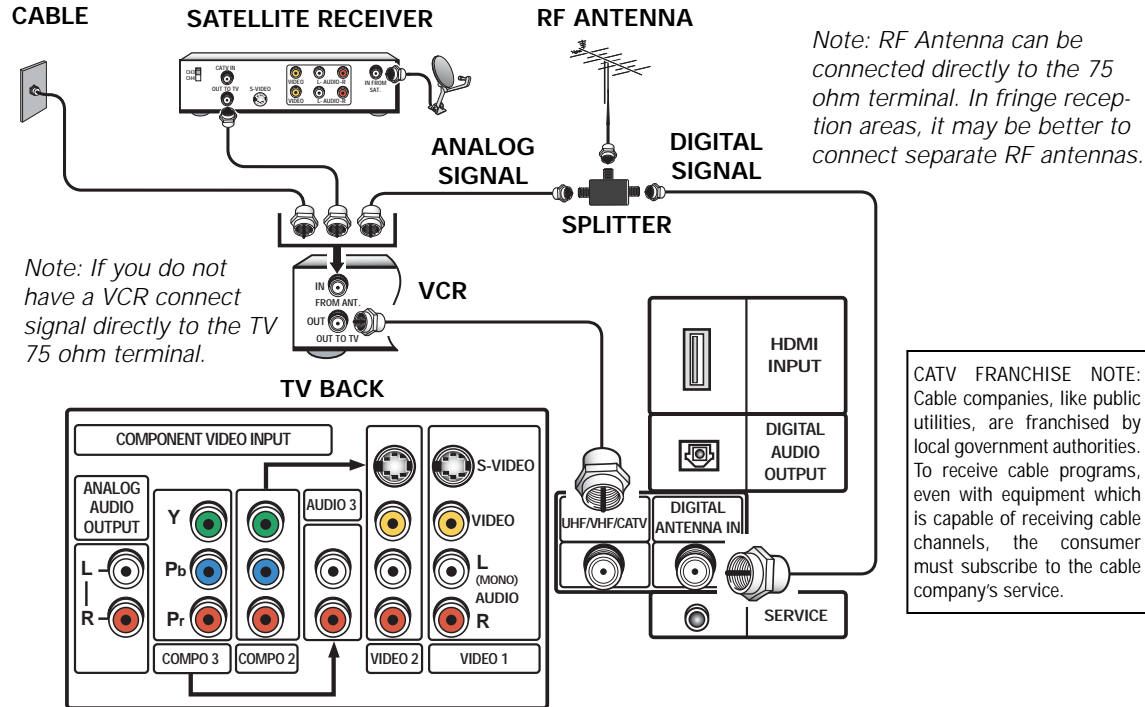 CABLE
SATELLITE RECEIVER
RF ANTENNA
Note: RF Antenna can be
connected directly to the 75
ohm terminal. In fringe recep-
tion areas, it may be better to
connect separate RF antennas.
CH3
CH4
CATV IN
OUT TO TV
S-VIDEO
VIDEO
L- AUDIO -R
VIDEO
L- AUDIO -R
IN FROM
SAT.
ANALOG
SIGNAL
DIGITAL
SIGNAL
SPLITTER
Note: If you do not
have a VCR connect
signal directly to the TV
75 ohm terminal.
IN
FROM ANT.
OUT
OUT TO TV
VCR
HDMI
INPUT
DIGITAL
AUDIO
OUTPUT
UHF/VHF/CATV
DIGITAL
ANTENNA IN
SERVICE
CATV FRANCHISE NOTE:
Cable companies, like public
utilities, are franchised by
local government authorities.
To receive cable programs,
even with equipment which
is capable of receiving cable
channels, the consumer
must subscribe to the cable
company's service.
TV BACK
COMPONENT VIDEO INPUT
ANALOG
AUDIO
OUTPUT
L
R
Y
Pb
Pr
AUDIO 3
S-VIDEO
VIDEO
L
(MONO)
AUDIO
R
COMPO 3
COMPO 2
VIDEO 2
VIDEO 1